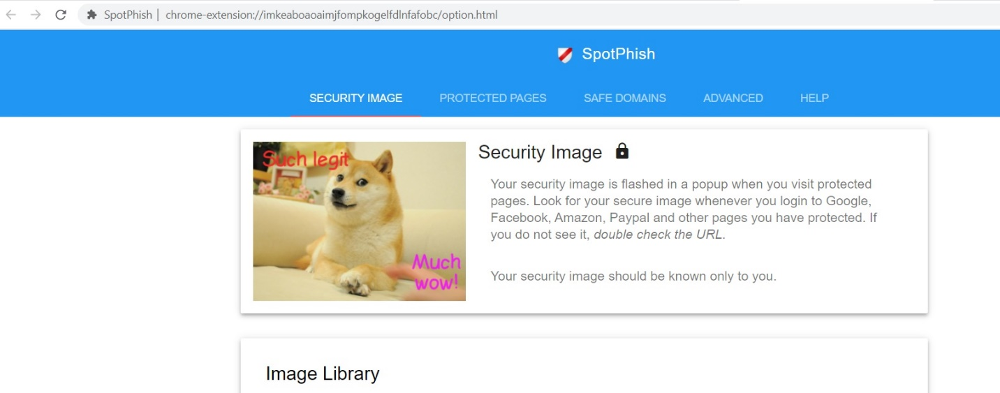 SpotPhish | chrome-extension://imkeaboaoaimjfompkogelfdlnfafobc/option.html
SpotPhish
SECURITY IMAGE PROTECTED PAGES SAFE DOMAINS ADVANCED HELP
Such legit
Much
wow!
Security Image
Your security image is flashed in a popup when you visit protected
pages. Look for your secure image whenever you login to Google,
Facebook, Amazon, Paypal and other pages you have protected. If
you do not see it, double check the URL.
Your security image should be known only to you.
Image Library